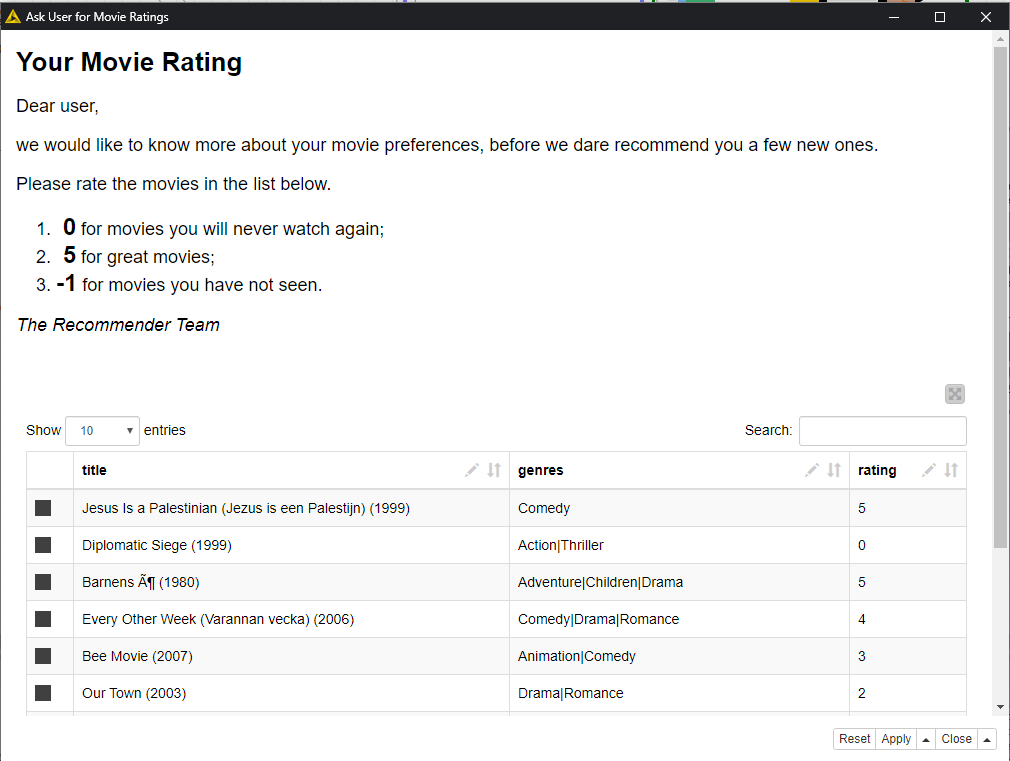 Ask User for Movie Ratings
Your Movie Rating
Dear user,
we would like to know more about your movie preferences, before we dare recommend you a few new ones.
Please rate the movies in the list below.
1. 0 for movies you will never watch again;
2. 5 for great movies;
3. -1 for movies you have not seen.
The Recommender Team
Show 10 entries Search:
title genres rating
Jesus Is a Palestinian (Jezus is een Palestijn) (1999) Comedy 5
Diplomatic Siege (1999) Action|Thriller 0
Barnens Ã¶ (1980) Adventure|Children|Drama 5
Every Other Week (Varannan vecka) (2006) Comedy|Drama|Romance 4
Bee Movie (2007) Animation|Comedy 3
Our Town (2003) Drama|Romance 2
Reset Apply Close